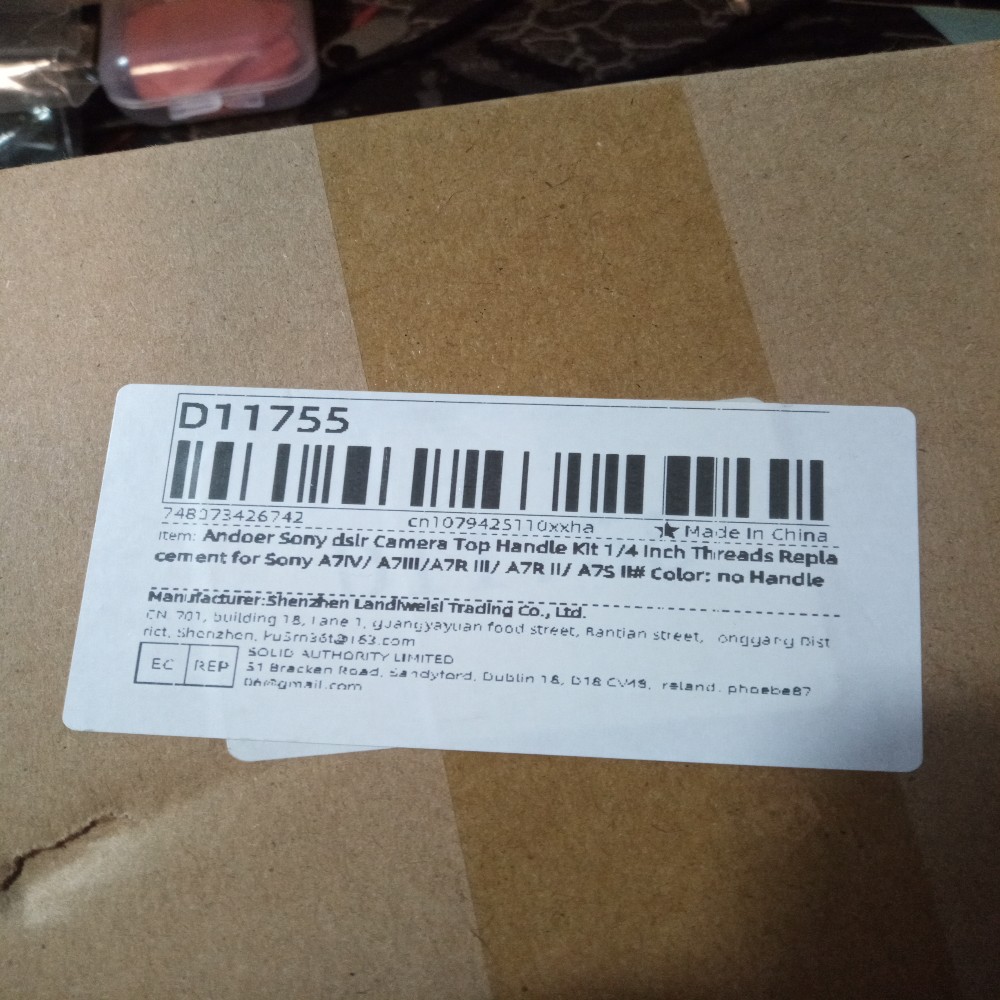 D11755
748073426742 cn1079425110xxha ★ Made In China
Item: Andoer Sony dslr Camera Top Handle Kit 1/4 Inch Threads Repla
cement for Sony A7IV/ A7III/A7R III/ A7R II/ A7S II# Color: no Handle
Manufacturer:Shenzhen Landiweisi Trading Co., Ltd.
CN 701, building 18, Lane 1, guangyayuan food street, Bantian street, Dist
rict, Shenzhen,
EC REP
SOLID AUTHORITY LIMITED
51 Bracken Road, Sandyford, Dublin 18, D18 phoebe87
@gmail.com